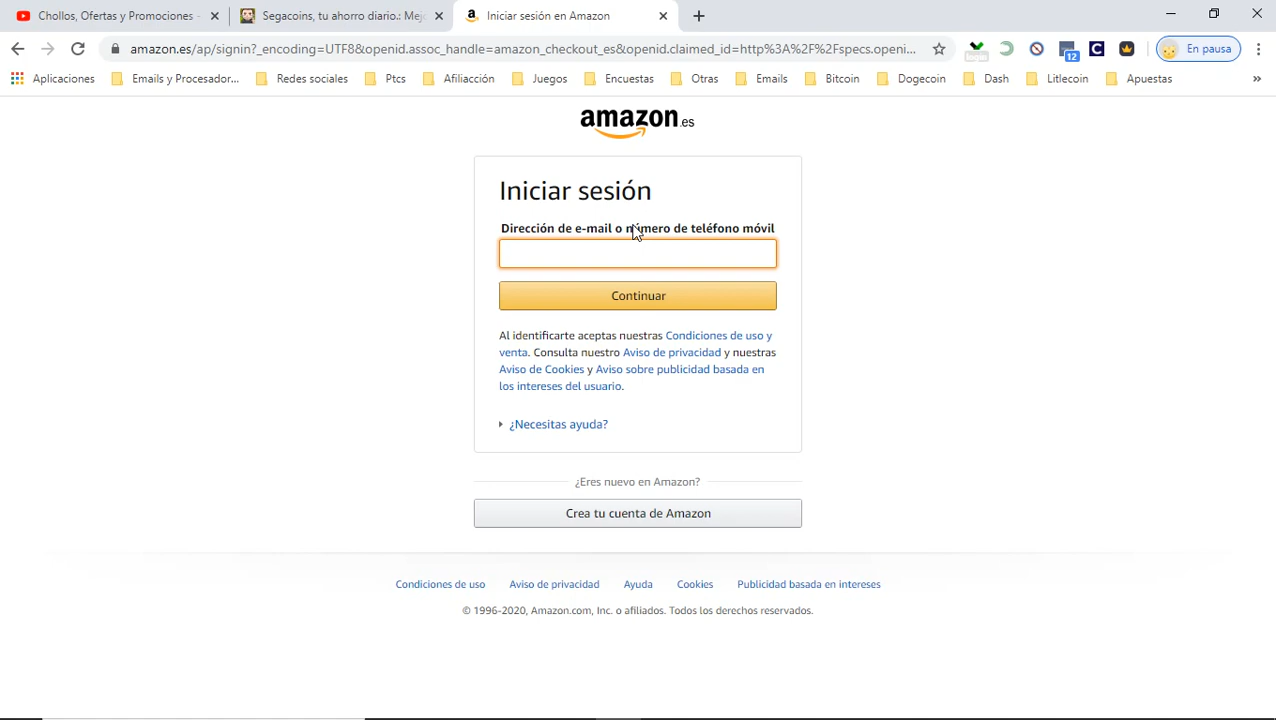 Chollos, Ofertas y Promociones -
Segacoins, tu ahorro diario.: Mejo
Iniciar sesión en Amazon
amazon.es/ap/signin?_encoding=UTF8&openid.assoc_handle=amazon_checkout_es&openid.claimed_id=http%3A%2F%2Fspecs.openi...
12
C
En pausa
Aplicaciones
Emails y Procesador...
Redes sociales
Ptcs
Afiliacción
Juegos
Encuestas
Otras
Emails
Bitcoin
Dogecoin
Dash
Litlecoin
Apuestas
»
amazon.es
Iniciar sesión
Dirección de e-mail o número de teléfono móvil
Continuar
Al identificarte aceptas nuestras Condiciones de uso y
venta. Consulta nuestro Aviso de privacidad y nuestras
Aviso de Cookies y Aviso sobre publicidad basada en
los intereses del usuario.
¿Necesitas ayuda?
¿Eres nuevo en Amazon?
Crea tu cuenta de Amazon
Condiciones de uso Aviso de privacidad Ayuda Cookies Publicidad basada en intereses
© 1996-2020, Amazon.com, Inc. o afiliados. Todos los derechos reservados.